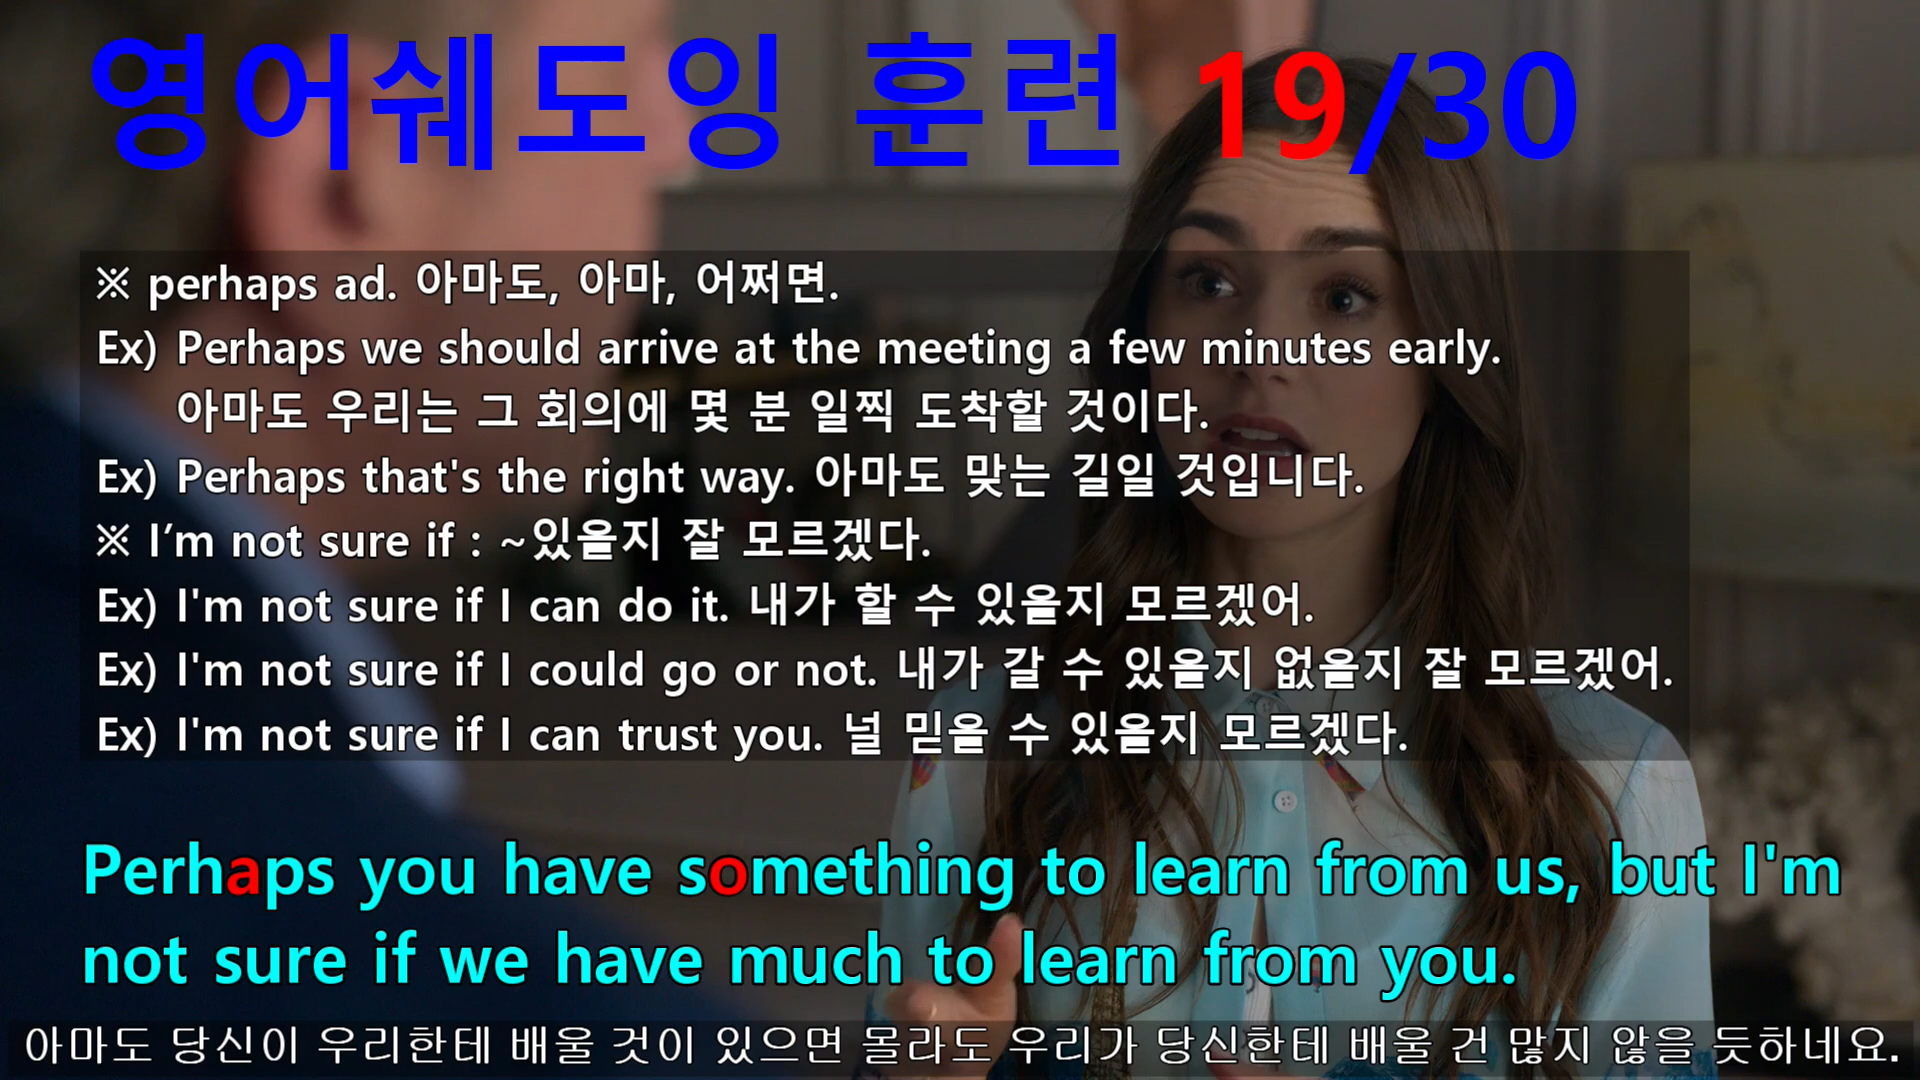 영어쉐도잉 훈련 19/30
※ perhaps ad. 아마도, 아마, 어쩌면.
Ex) Perhaps we should arrive at the meeting a few minutes early.
아마도 우리는 그 회의에 몇 분 일찍 도착할 것이다.
Ex) Perhaps that's the right way. 아마도 맞는 길일 것입니다.
※ I’m not sure if : ~있을지 잘 모르겠다.
Ex) I'm not sure if I can do it. 내가 할 수 있을지 모르겠어.
Ex) I'm not sure if I could go or not. 내가 갈 수 있을지 없을지 잘 모르겠어.
Ex) I'm not sure if I can trust you. 널 믿을 수 있을지 모르겠다.
Perhaps you have something to learn from us, but I'm
not sure if we have much to learn from you.
아마도 당신이 우리한테 배울 것이 있으면 몰라도 우리가 당신한테 배울 건 많지 않을 듯하네요.